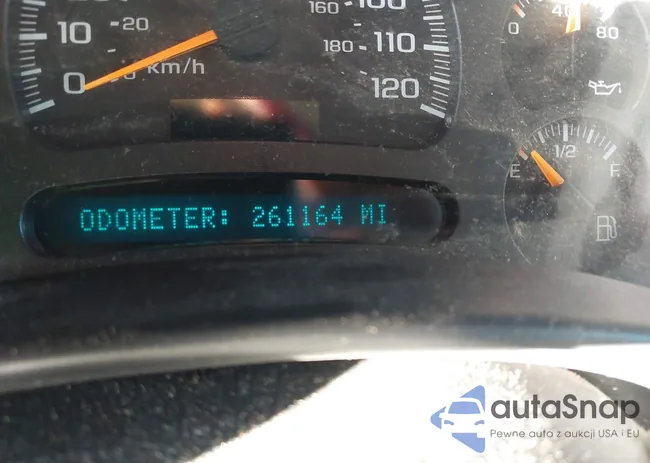 160 100
10 20 180 110
0 km/h 120
0 40 80
E 1/2 F
ODOMETER: 261164 MI
autaSnap
Pewne auta z aukcji USA i EU